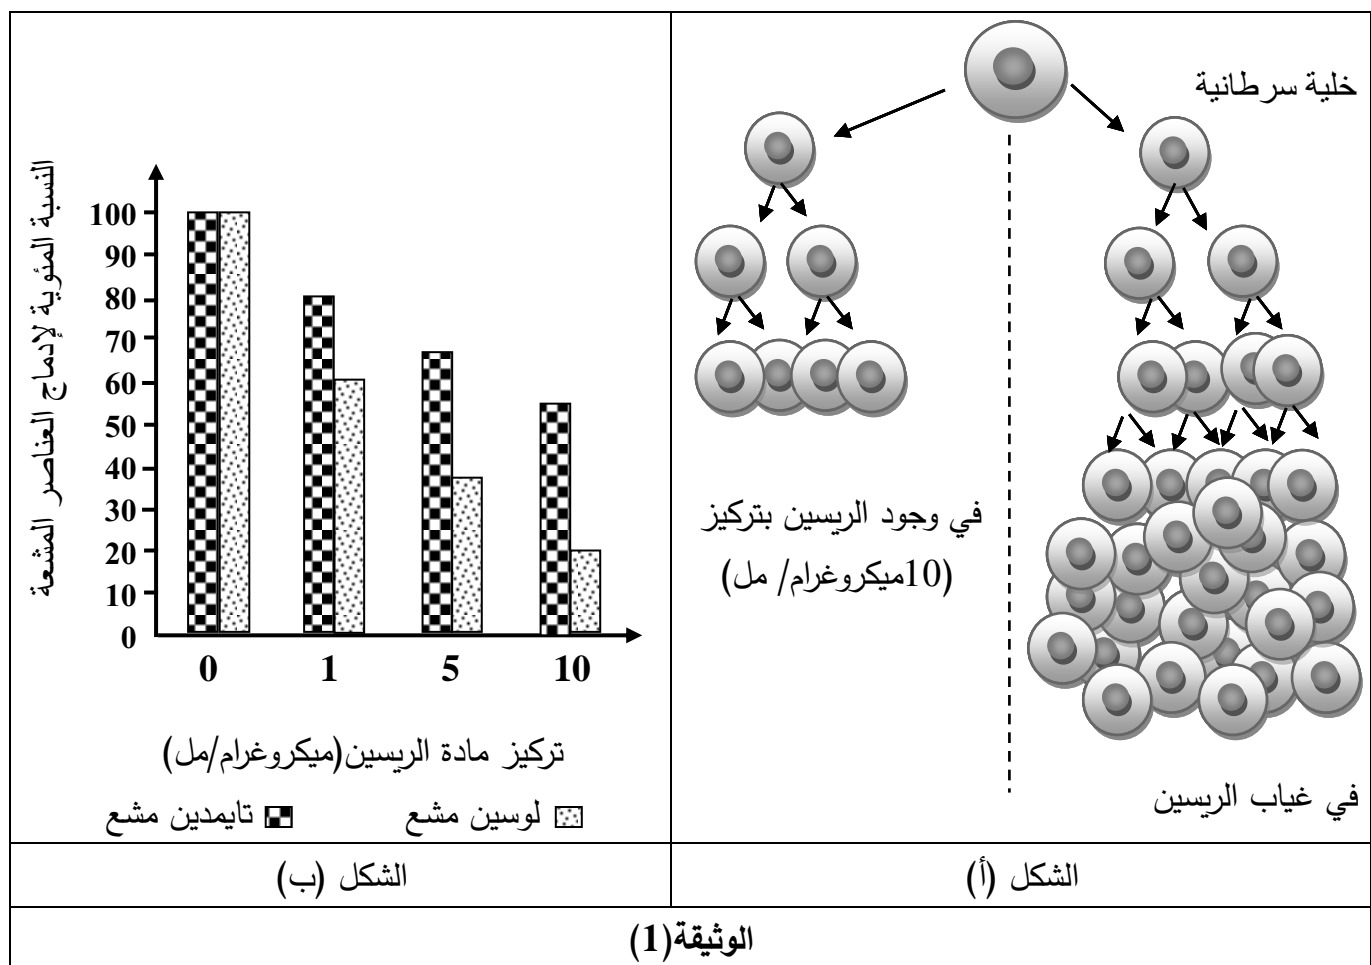 خلية سرطانية
في وجود الريسين بتركيز
(10ميكروغرام/ مل)
في غياب الريسين
الشكل (أ)
النسبة المئوية لإدماج العناصر المشعة
100
90
80
70
60
50
40
30
20
10
0
0 1 5 10
تركيز مادة الريسين(ميكروغرام/مل)
لوسين مشع
تايمدين مشع
الشكل (ب)
الوثيقة(1)